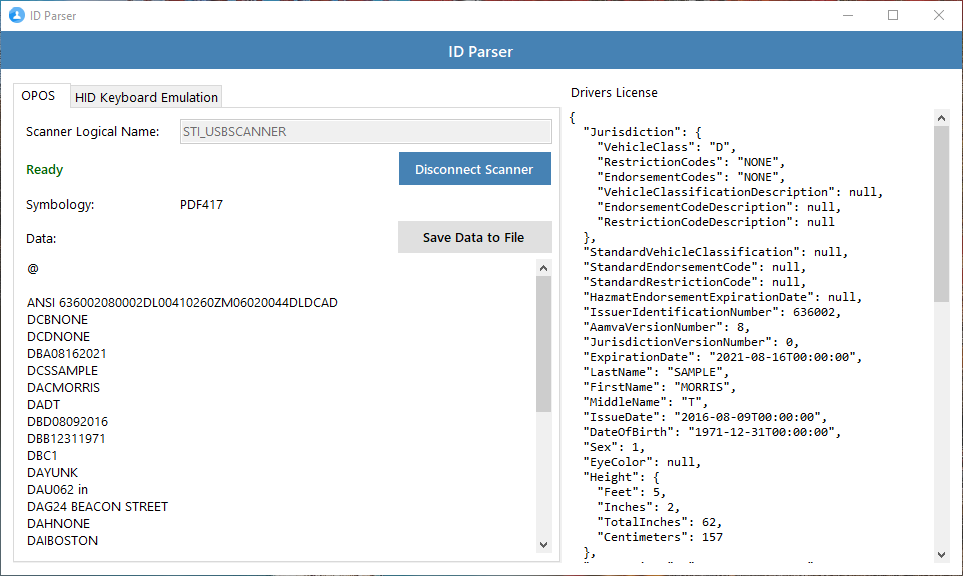 ID Parser
ID Parser
OPOS
HID Keyboard Emulation
Scanner Logical Name:
STI_USBSCANNER
Ready
Disconnect Scanner
Symbology:
PDF417
Data:
Save Data to File
@
ANSI 636002080002DL00410260ZM06020044DLDCAD
DCBNONE
DCDNONE
DBA08162021
DCSSAMPLE
DACMORRIS
DADT
DBD08092016
DBB12311971
DBC1
DAYUNK
DAU062 in
DAG24 BEACON STREET
DAHNONE
DAIBOSTON
Drivers License
{
"Jurisdiction": {
"VehicleClass": "D",
"RestrictionCodes": "NONE",
"EndorsementCodes": "NONE",
"VehicleClassificationDescription": null,
"EndorsementCodeDescription": null,
"RestrictionCodeDescription": null
},
"StandardVehicleClassification": null,
"StandardEndorsementCode": null,
"StandardRestrictionCode": null,
"HazmatEndorsementExpirationDate": null,
"IssuerIdentificationNumber": 636002,
"AamvaVersionNumber": 8,
"JurisdictionVersionNumber": 0,
"ExpirationDate": "2021-08-16T00:00:00",
"LastName": "SAMPLE",
"FirstName": "MORRIS",
"MiddleName": "T",
"IssueDate": "2016-08-09T00:00:00",
"DateOfBirth": "1971-12-31T00:00:00",
"Sex": 1,
"EyeColor": null,
"Height": {
"Feet": 5,
"Inches": 2,
"TotalInches": 62,
"Centimeters": 157
},